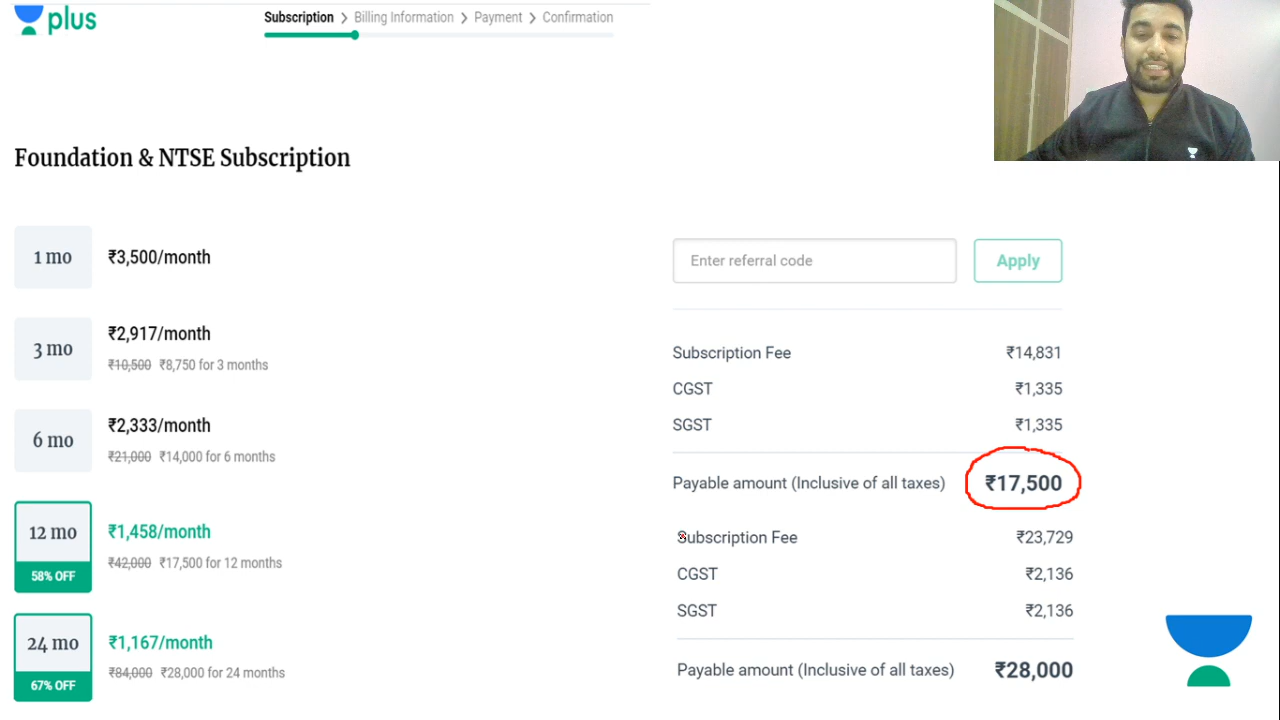 plus
Subscription > Billing Information > Payment > Confirmation
Foundation & NTSE Subscription
1 mo
₹3,500/month
3 mo
₹2,917/month
₹10,500 ₹8,750 for 3 months
6 mo
₹2,333/month
₹21,000 ₹14,000 for 6 months
12 mo
58% OFF
₹1,458/month
₹42,000 ₹17,500 for 12 months
24 mo
67% OFF
₹1,167/month
₹84,000 ₹28,000 for 24 months
Enter referral code
Apply
Subscription Fee ₹14,831
CGST ₹1,335
SGST ₹1,335
Payable amount (Inclusive of all taxes) ₹17,500
Subscription Fee ₹23,729
CGST ₹2,136
SGST ₹2,136
Payable amount (Inclusive of all taxes) ₹28,000